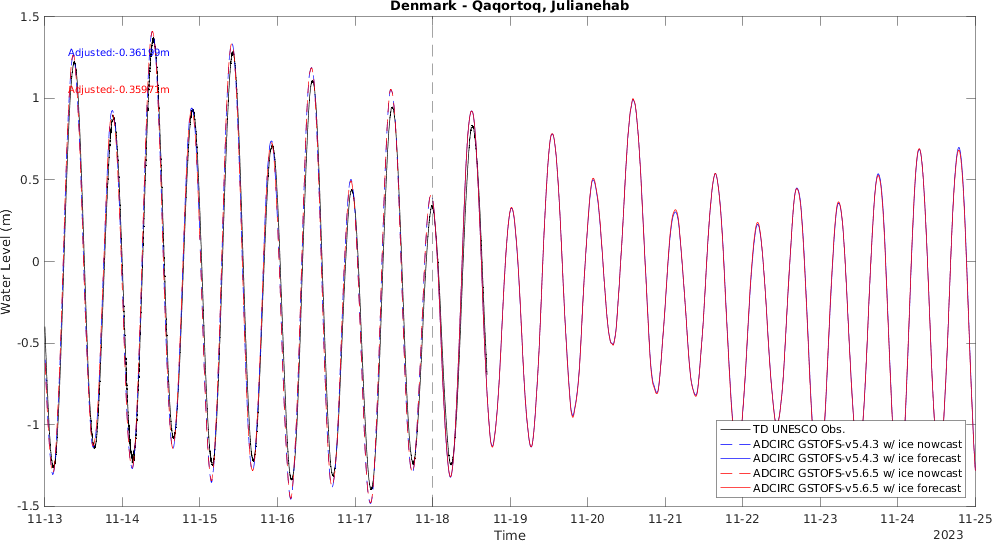 Denmark - Qaqortoq, Julianehab
Adjusted:-0.36199m
Adjusted:-0.35971m
Water Level (m)
1.5
1
0.5
0
-0.5
-1
-1.5
TD UNESCO Obs.
ADCIRC GSTOFS-v5.4.3 w/ ice nowcast
ADCIRC GSTOFS-v5.4.3 w/ ice forecast
ADCIRC GSTOFS-v5.6.5 w/ ice nowcast
ADCIRC GSTOFS-v5.6.5 w/ ice forecast
11-13 11-14 11-15 11-16 11-17 11-18 11-19 11-20 11-21 11-22 11-23 11-24 11-25
Time
2023